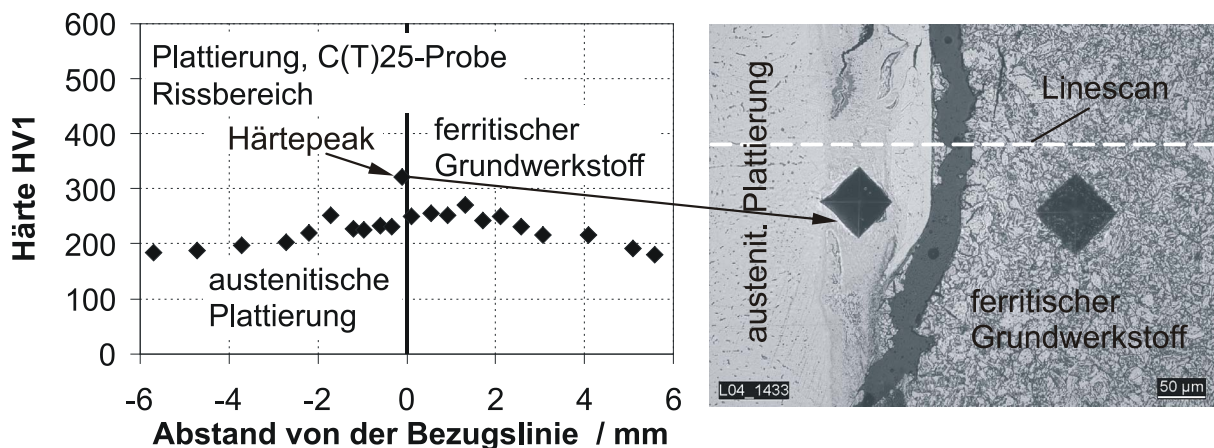 Härte HV1
600
500
400
300
200
100
0
Plattierung, C(T)25-Probe
Rissbereich
Härtepeak
ferritischer
Grundwerkstoff
austenitische
Plattierung
-6
-4
-2
0
2
4
6
Abstand von der Bezugslinie / mm
austenit. Plattierung
Linescan
ferritischer
Grundwerkstoff
L04_1433
50 µm